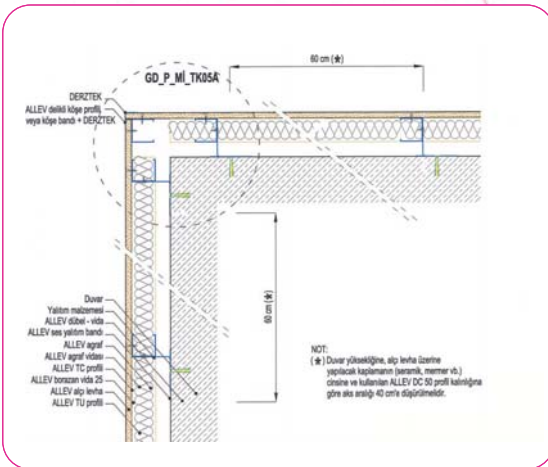 60 cm (★)
GD_P_Mİ_TK05A
DERZTEK
ALLEV delikli köşe profili,
veya köşe bandı + DERZTEK
60 cm (★)
Duvar
Yalıtım malzemesi
ALLEV dübel - vida
ALLEV ses yalıtım bandı
ALLEV agraf
ALLEV agraf vidası
ALLEV TC profili
ALLEV borazan vida 25
ALLEV alçı levha
ALLEV TU profili
NOT:
(★) Duvar yüksekliğine, alçı levha üzerine
yapılacak kaplamanın (seramik, mermer vb.)
cinsine ve kullanılan ALLEV DC 50 profil kalınlığına
göre aks aralığı 40 cm'e düşürülmelidir.